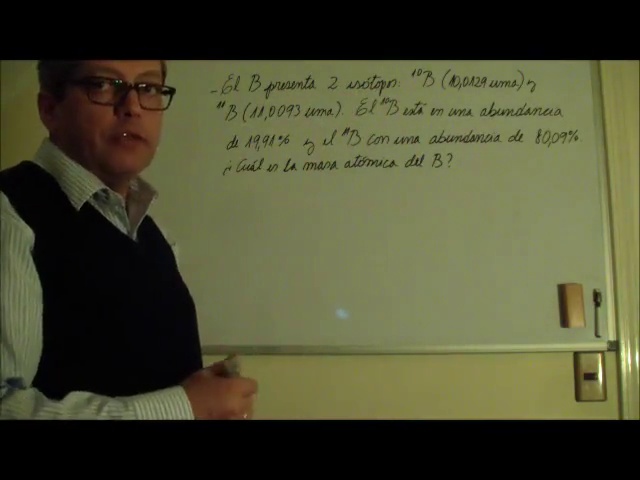 - El B presenta 2 isótopos: ¹⁰B (10,0129 uma) y
¹¹B (11,0093 uma). El ¹⁰B está en una abundancia
de 19,91% y el ¹¹B con una abundancia de 80,09%.
¿Cuál es la masa atómica del B?